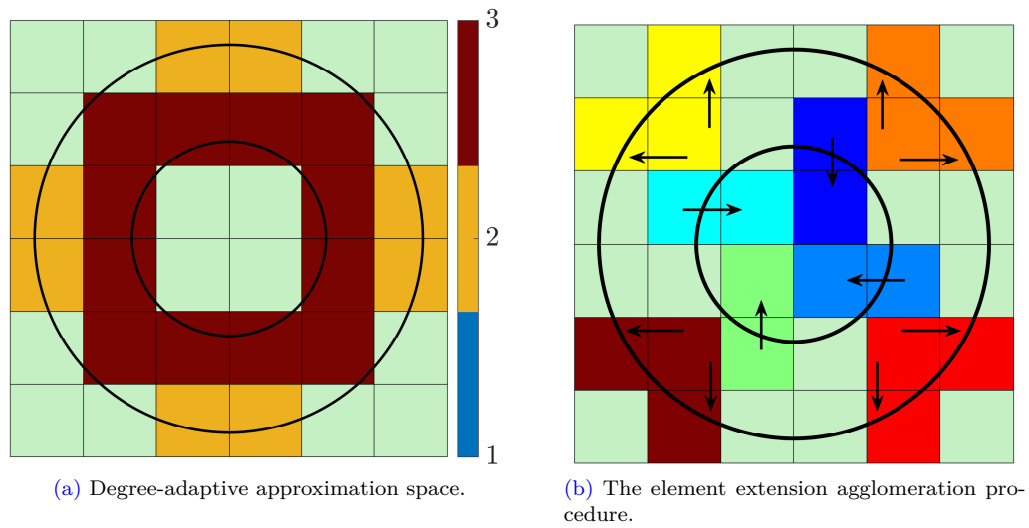 3
2
1
(a) Degree-adaptive approximation space.
(b) The element extension agglomeration pro-
cedure.